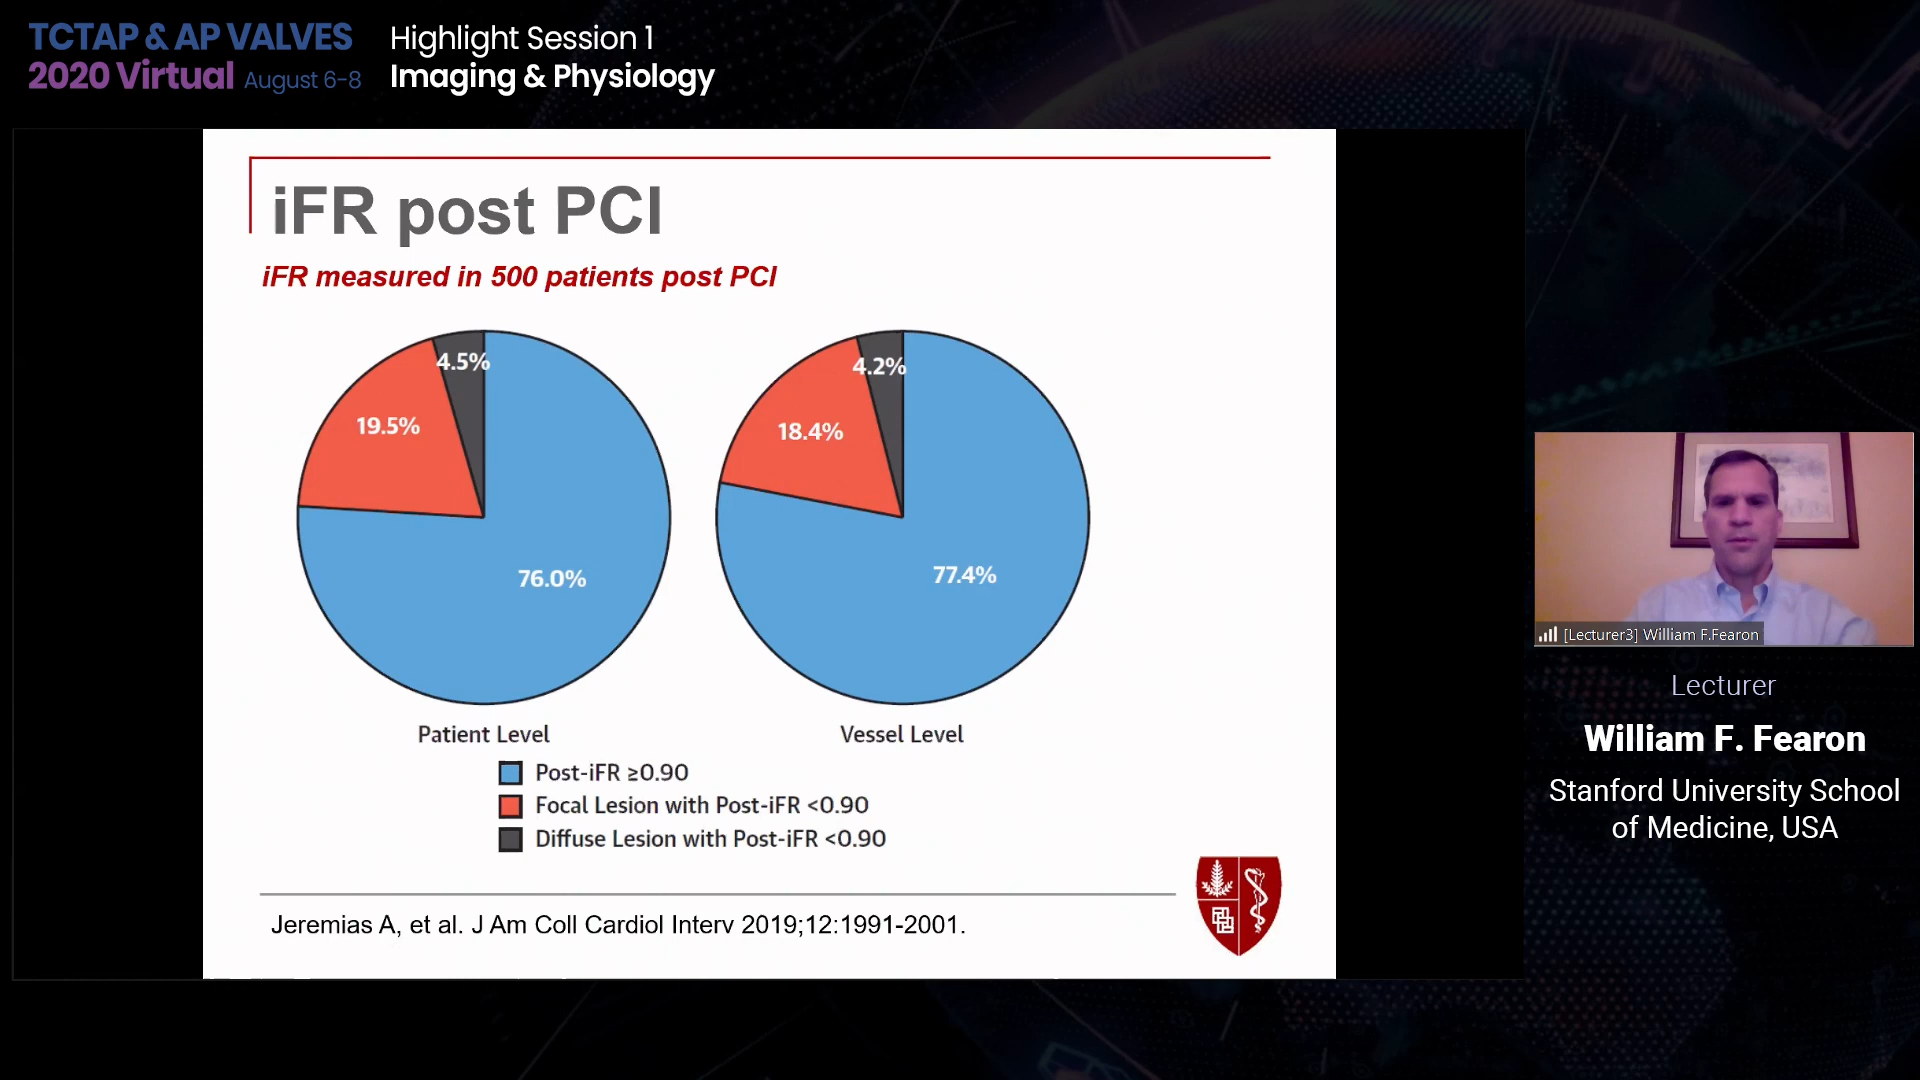 TCTAP & AP VALVES
2020 Virtual August 6-8
Highlight Session 1
Imaging & Physiology
iFR post PCI
iFR measured in 500 patients post PCI
4.5%
19.5%
76.0%
4.2%
18.4%
77.4%
Patient Level
Vessel Level
Post-iFR ≥0.90
Focal Lesion with Post-iFR <0.90
Diffuse Lesion with Post-iFR <0.90
Jeremias A, et al. J Am Coll Cardiol Interv 2019;12:1991-2001.
[Lecturer3] William F.Fearon
Lecturer
William F. Fearon
Stanford University School
of Medicine, USA